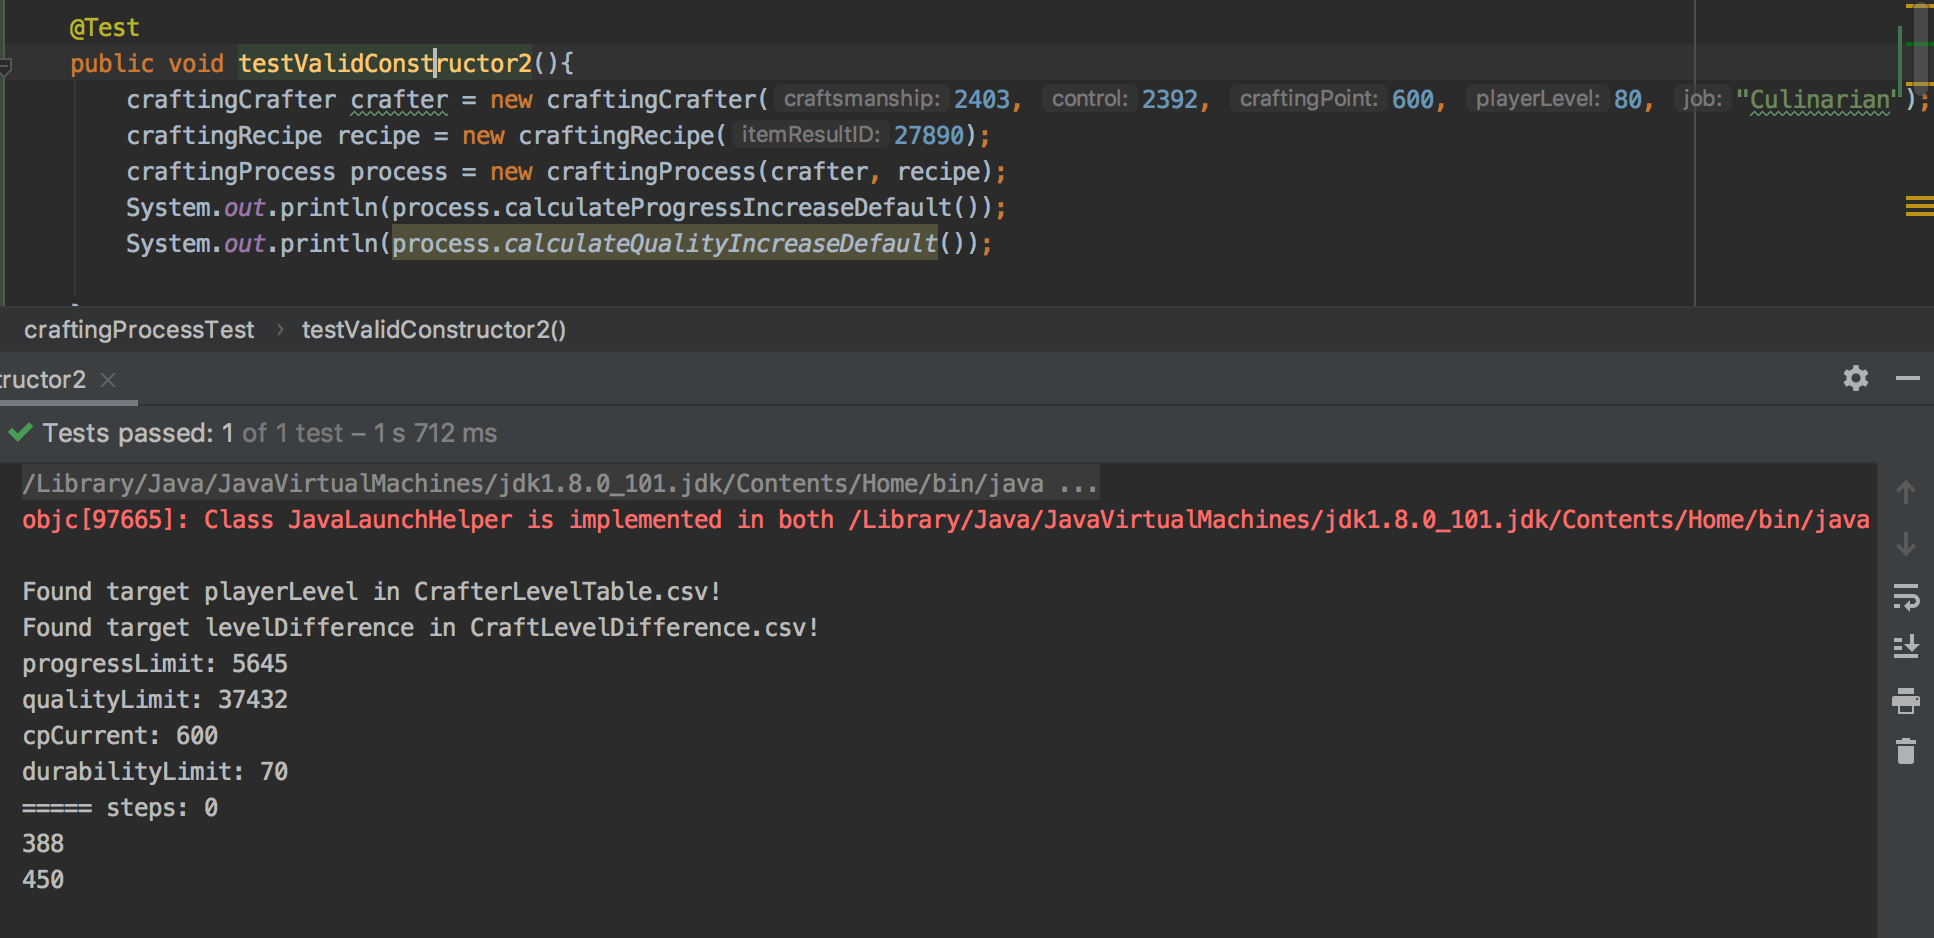 @Test
public void testValidConstructor2(){
craftingCrafter crafter = new craftingCrafter( craftsmanship: 2403, control: 2392, craftingPoint: 600, playerLevel: 80, job: "Culinarian");
craftingRecipe recipe = new craftingRecipe( itemResultID: 27890);
craftingProcess process = new craftingProcess(crafter, recipe);
System.out.println(process.calculateProgressIncreaseDefault());
System.out.println(process.calculateQualityIncreaseDefault());
craftingProcessTest › testValidConstructor2()
tructor2 ×
Tests passed: 1 of 1 test – 1 s 712 ms
/Library/Java/JavaVirtualMachines/jdk1.8.0_101.jdk/Contents/Home/bin/java ...
objc[97665]: Class JavaLaunchHelper is implemented in both /Library/Java/JavaVirtualMachines/jdk1.8.0_101.jdk/Contents/Home/bin/java
Found target playerLevel in CrafterLevelTable.csv!
Found target levelDifference in CraftLevelDifference.csv!
progressLimit: 5645
qualityLimit: 37432
cpCurrent: 600
durabilityLimit: 70
===== steps: 0
388
450